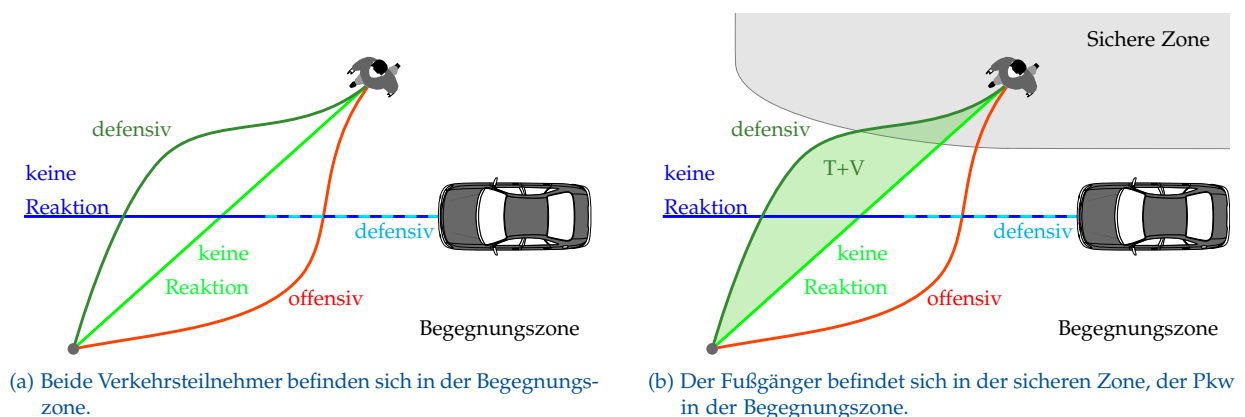 defensiv
keine
Reaktion
defensiv
keine
Reaktion
offensiv
Begegnungszone
(a) Beide Verkehrsteilnehmer befinden sich in der Begegnungs-
zone.
Sichere Zone
defensiv
T+V
keine
Reaktion
defensiv
keine
Reaktion
offensiv
Begegnungszone
(b) Der Fußgänger befindet sich in der sicheren Zone, der Pkw
in der Begegnungszone.